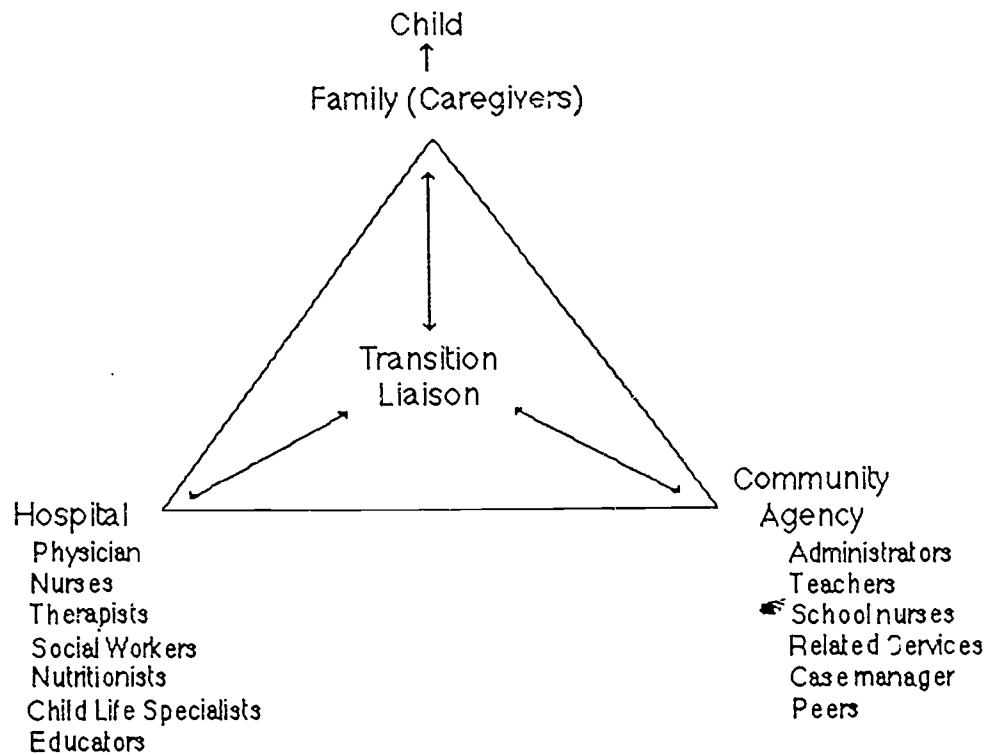 Child
Family (Caregivers)
Transition
Liaison
Hospital
Physician
Nurses
Therapists
Social Workers
Nutritionists
Child Life Specialists
Educators
Community
Agency
Administrators
Teachers
School nurses
Related Services
Case manager
Peers